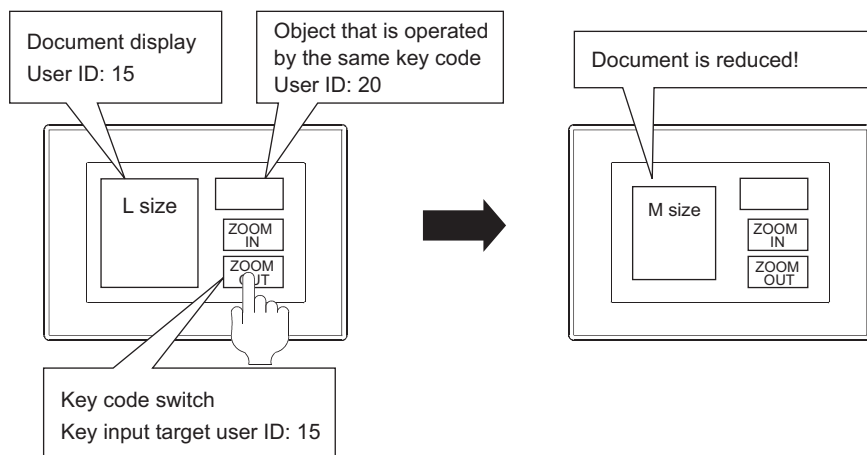 Document display
User ID: 15
Object that is operated
by the same key code
User ID: 20
Document is reduced!
L size
ZOOM
IN
ZOOM
OUT
M size
ZOOM
IN
ZOOM
OUT
Key code switch
Key input target user ID: 15